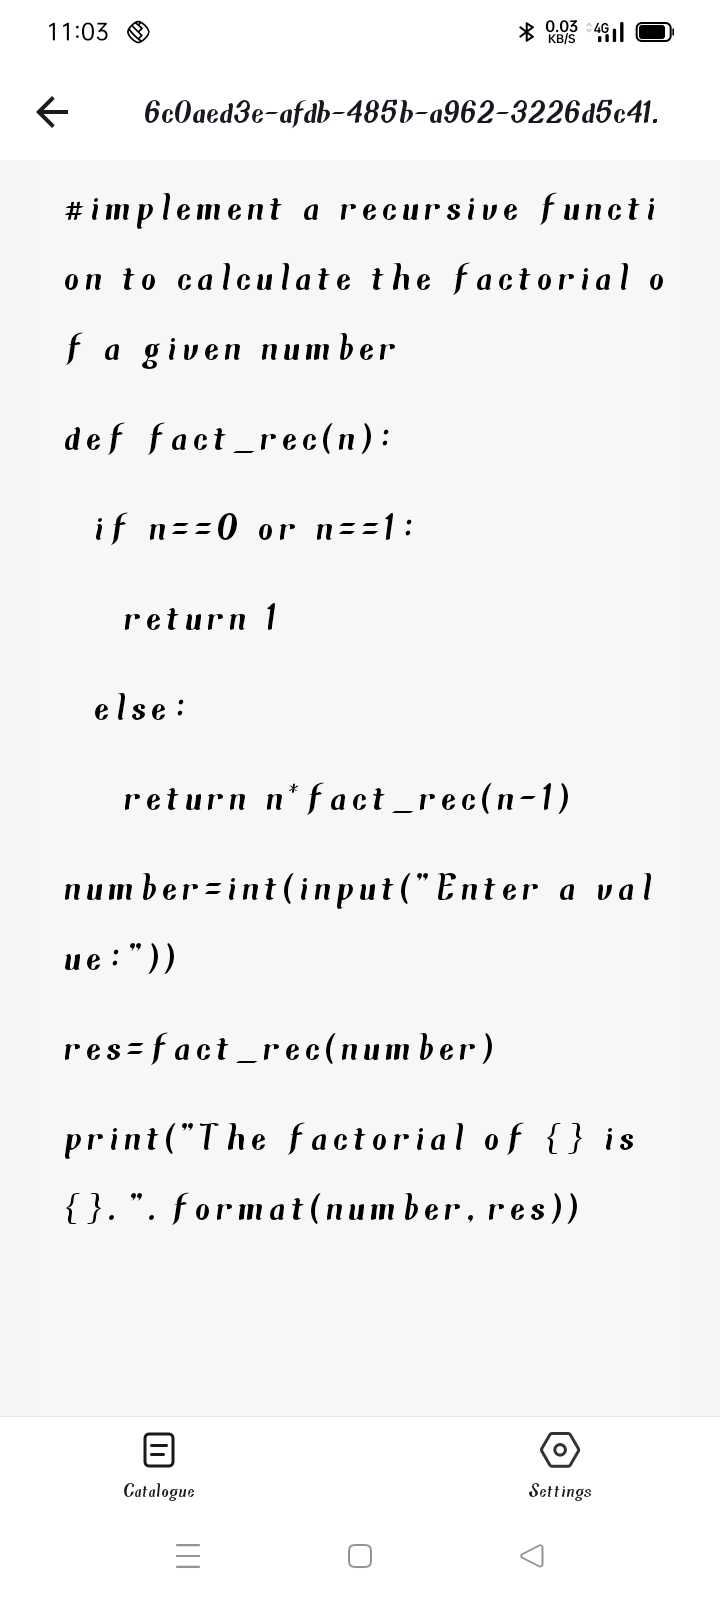 11:03
0.03
KB/S
4G
6c0aed3e-afdb-485b-a962-3226d5c41.
#implement a recursive functi
on to calculate the factorial o
f a given number
def fact_rec(n):
if n==0 or n==1:
return 1
else:
return n*fact_rec(n-1)
number=int(input("Enter a val
ue:"))
res=fact_rec(number)
print("The factorial of {} is
{}.".format(number,res))
Catalogue
Settings